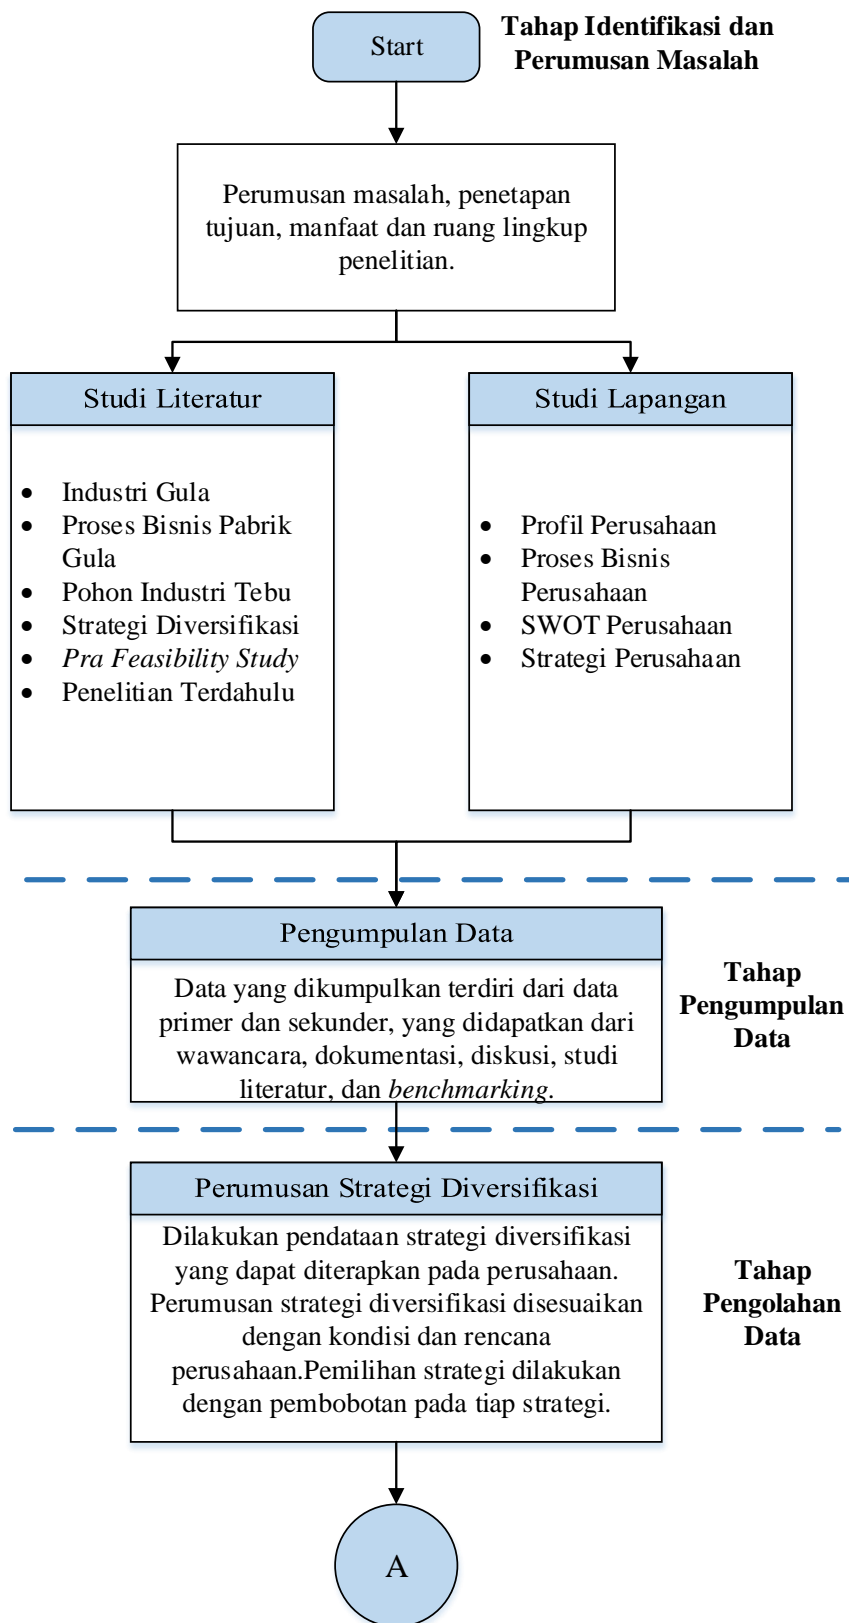 Start
Tahap Identifikasi dan
Perumusan Masalah
Perumusan masalah, penetapan
tujuan, manfaat dan ruang lingkup
penelitian.
Studi Literatur
• Industri Gula
• Proses Bisnis Pabrik
Gula
• Pohon Industri Tebu
• Strategi Diversifikasi
• Pra Feasibility Study
• Penelitian Terdahulu
Studi Lapangan
• Profil Perusahaan
• Proses Bisnis
Perusahaan
• SWOT Perusahaan
• Strategi Perusahaan
Pengumpulan Data
Data yang dikumpulkan terdiri dari data
primer dan sekunder, yang didapatkan dari
wawancara, dokumentasi, diskusi, studi
literatur, dan benchmarking.
Tahap
Pengumpulan
Data
Perumusan Strategi Diversifikasi
Dilakukan pendataan strategi diversifikasi
yang dapat diterapkan pada perusahaan.
Perumusan strategi diversifikasi disesuaikan
dengan kondisi dan rencana
perusahaan.Pemilihan strategi dilakukan
dengan pembobotan pada tiap strategi.
Tahap
Pengolahan
Data
A